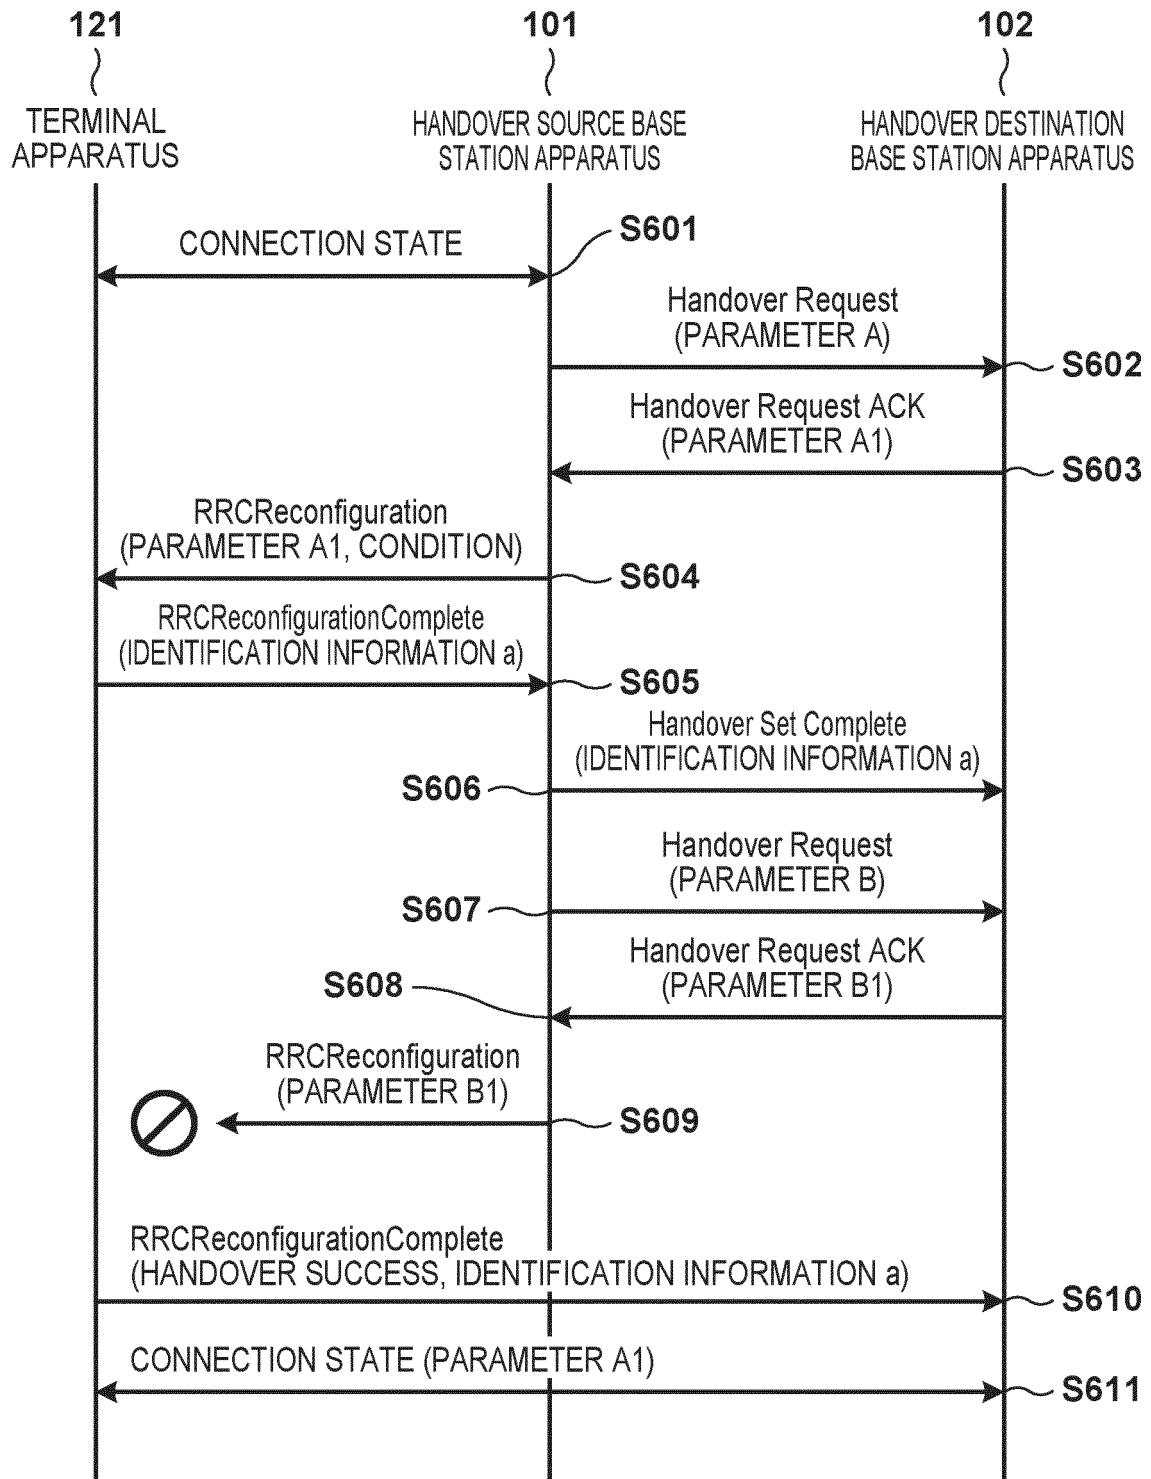 121
101
102
TERMINAL
APPARATUS
HANDOVER SOURCE BASE
STATION APPARATUS
HANDOVER DESTINATION
BASE STATION APPARATUS
CONNECTION STATE
S601
Handover Request
(PARAMETER A)
S602
Handover Request ACK
(PARAMETER A1)
S603
RRCReconfiguration
(PARAMETER A1, CONDITION)
S604
RRCReconfigurationComplete
(IDENTIFICATION INFORMATION a)
S605
Handover Set Complete
(IDENTIFICATION INFORMATION a)
S606
Handover Request
(PARAMETER B)
S607
Handover Request ACK
(PARAMETER B1)
S608
RRCReconfiguration
(PARAMETER B1)
S609
RRCReconfigurationComplete
(HANDOVER SUCCESS, IDENTIFICATION INFORMATION a)
S610
CONNECTION STATE (PARAMETER A1)
S611